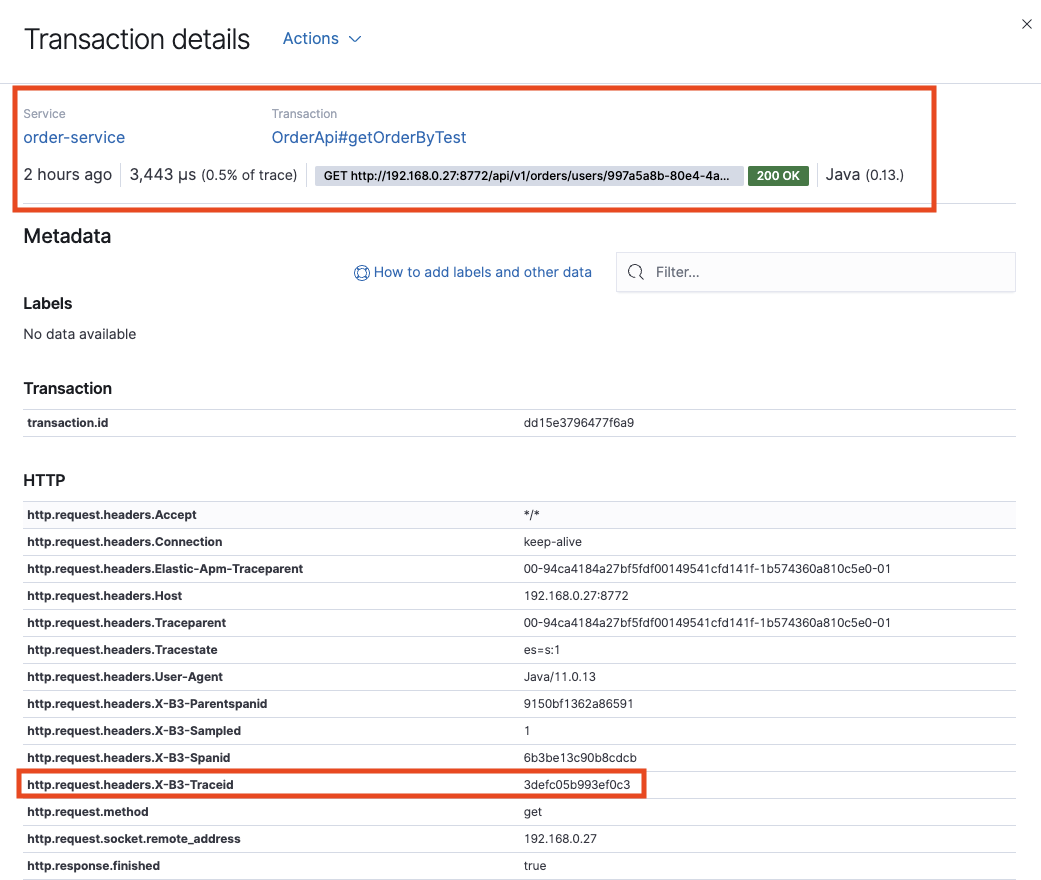 Transaction details Actions
Service Transaction
order-service OrderApi#getOrderByTest
2 hours ago 3,443 μs (0.5% of trace) GET http://192.168.0.27:8772/api/v1/orders/users/997a5a8b-80e4-4a... 200 OK Java (0.13.)
Metadata
How to add labels and other data Filter...
Labels
No data available
Transaction
transaction.id dd15e3796477f6a9
HTTP
http.request.headers.Accept */*
http.request.headers.Connection keep-alive
http.request.headers.Elastic-Apm-Traceparent 00-94ca4184a27bf5fdf00149541cfd141f-1b574360a810c5e0-01
http.request.headers.Host 192.168.0.27:8772
http.request.headers.Traceparent 00-94ca4184a27bf5fdf00149541cfd141f-1b574360a810c5e0-01
http.request.headers.Tracestate es=s:1
http.request.headers.User-Agent Java/11.0.13
http.request.headers.X-B3-Parentspanid 9150bf1362a86591
http.request.headers.X-B3-Sampled 1
http.request.headers.X-B3-Spanid 6b3be13c90b8cdcb
http.request.headers.X-B3-Traceid 3defc05b993ef0c3
http.request.method get
http.request.socket.remote_address 192.168.0.27
http.response.finished true